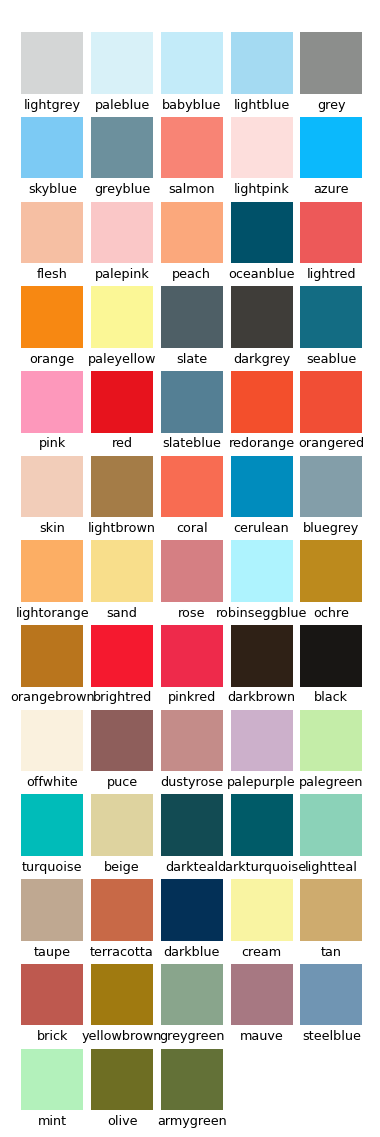 lightgrey paleblue babyblue lightblue grey
skyblue greyblue salmon lightpink azure
flesh palepink peach oceanblue lightred
orange paleyellow slate darkgrey seablue
pink red slateblue redorange orangered
skin lightbrown coral cerulean bluegrey
lightorange sand rose robinseggblue ochre
orangebrown brightred pinkred darkbrown black
offwhite puce dustyrose palepurple palegreen
turquoise beige darkteal darkturquoise lightteal
taupe terracotta darkblue cream tan
brick yellowbrown greygreen mauve steelblue
mint olive armygreen